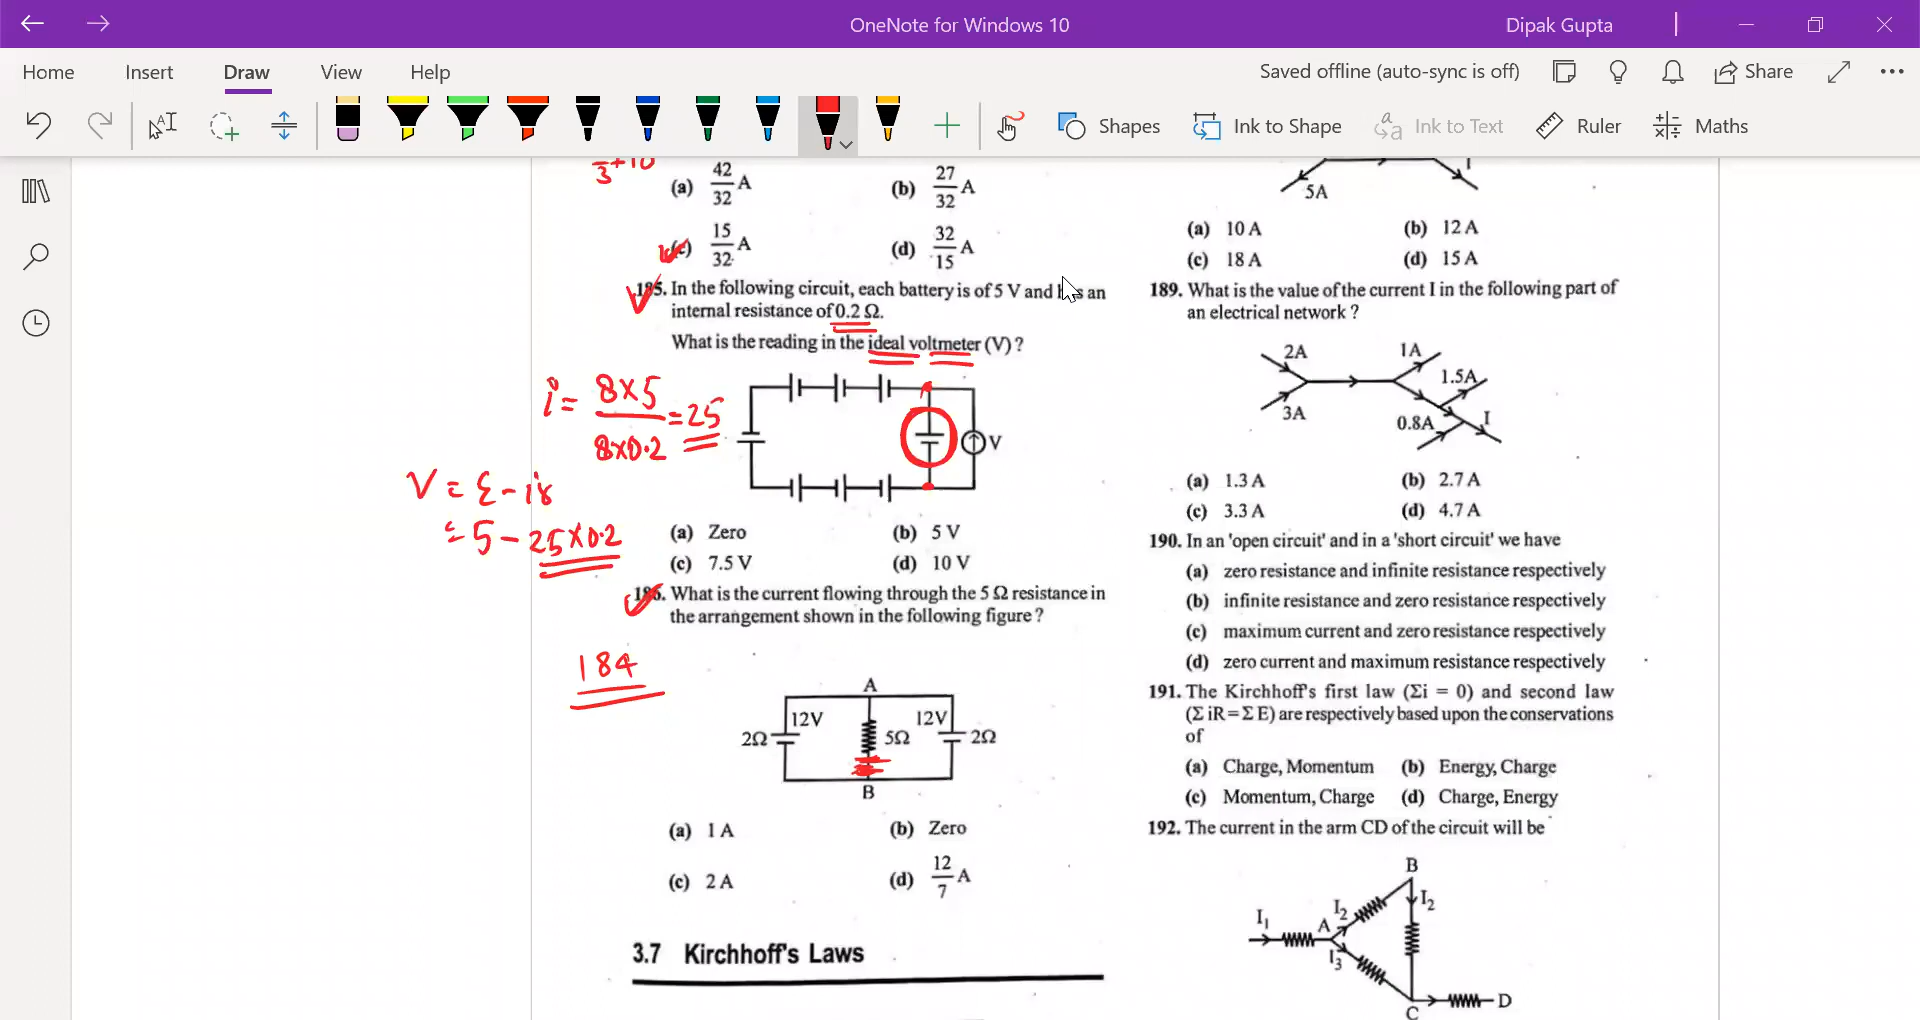 OneNote for Windows 10
Dipak Gupta
Home Insert Draw View Help
Saved offline (auto-sync is off)
Share
Shapes
Ink to Shape
Ink to Text
Ruler
Maths
3 + 10
(a) 42/32 A
(b) 27/32 A
(c) 15/32 A
(d) 32/15 A
185. In the following circuit, each battery is of 5 V and has an
internal resistance of 0.2 Ω.
What is the reading in the ideal voltmeter (V) ?
i = 8×5 / 8×0.2 = 25
V = ε - ir
= 5 - 25×0.2
V
(a) Zero
(b) 5 V
(c) 7.5 V
(d) 10 V
186. What is the current flowing through the 5 Ω resistance in
the arrangement shown in the following figure ?
184
A
12V
12V
2Ω
5Ω
2Ω
B
(a) 1 A
(b) Zero
(c) 2 A
(d) 12/7 A
3.7 Kirchhoff's Laws
5A
I
(a) 10 A
(b) 12 A
(c) 18 A
(d) 15 A
189. What is the value of the current I in the following part of
an electrical network ?
2A
1A
1.5A
3A
0.8A
I
(a) 1.3 A
(b) 2.7 A
(c) 3.3 A
(d) 4.7 A
190. In an 'open circuit' and in a 'short circuit' we have
(a) zero resistance and infinite resistance respectively
(b) infinite resistance and zero resistance respectively
(c) maximum current and zero resistance respectively
(d) zero current and maximum resistance respectively
191. The Kirchhoff's first law (Σi = 0) and second law
(Σ iR = Σ E) are respectively based upon the conservations
of
(a) Charge, Momentum
(b) Energy, Charge
(c) Momentum, Charge
(d) Charge, Energy
192. The current in the arm CD of the circuit will be
B
I₂
I₂
I₁
A
I₃
D
C